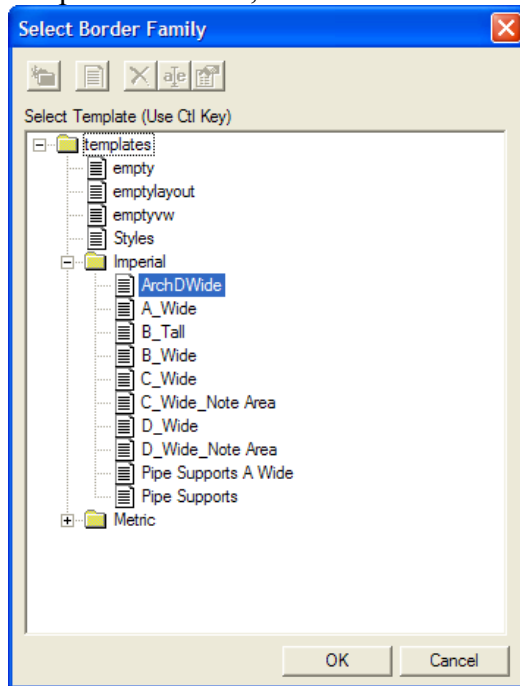 Select Border Family
Select Template (Use Ctl Key)
templates
empty
emptylayout
emptyvw
Styles
Imperial
ArchDWide
A_Wide
B_Tall
B_Wide
C_Wide
C_Wide_Note Area
D_Wide
D_Wide_Note Area
Pipe Supports A Wide
Pipe Supports
Metric
OK Cancel